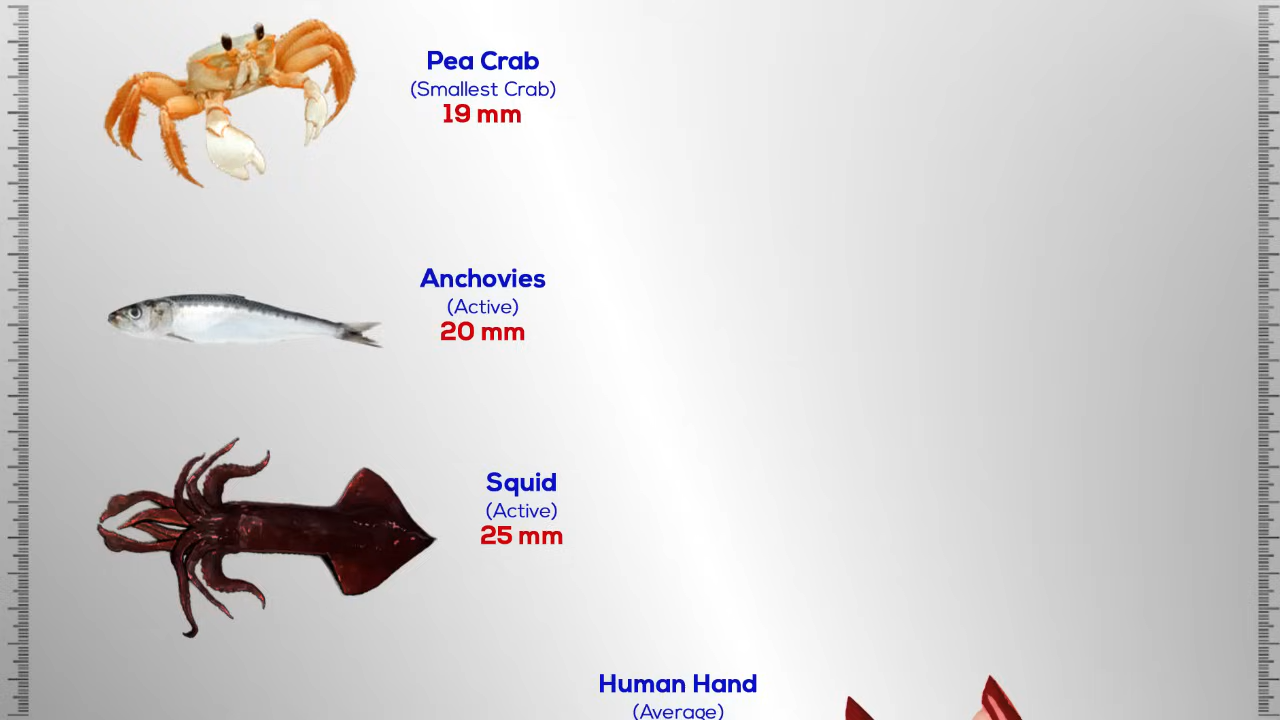 Pea Crab
(Smallest Crab)
19 mm
Anchovies
(Active)
20 mm
Squid
(Active)
25 mm
Human Hand
(Average)